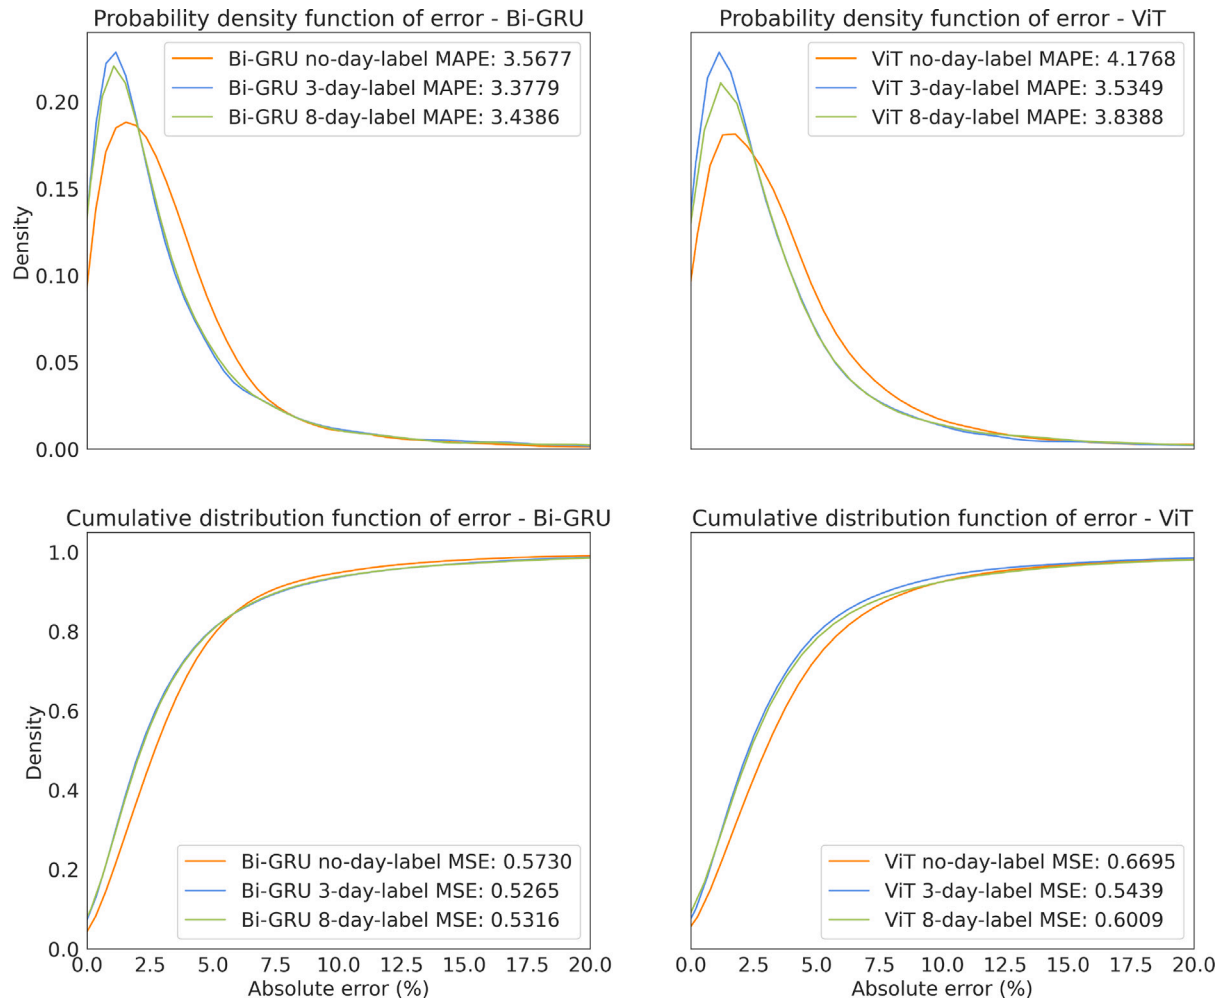 Probability density function of error - Bi-GRU
Bi-GRU no-day-label MAPE: 3.5677
Bi-GRU 3-day-label MAPE: 3.3779
Bi-GRU 8-day-label MAPE: 3.4386
Density
0.20
0.15
0.10
0.05
0.00
Probability density function of error - ViT
ViT no-day-label MAPE: 4.1768
ViT 3-day-label MAPE: 3.5349
ViT 8-day-label MAPE: 3.8388
Cumulative distribution function of error - Bi-GRU
Density
1.0
0.8
0.6
0.4
0.2
0.0
Bi-GRU no-day-label MSE: 0.5730
Bi-GRU 3-day-label MSE: 0.5265
Bi-GRU 8-day-label MSE: 0.5316
0.0 2.5 5.0 7.5 10.0 12.5 15.0 17.5 20.0
Absolute error (%)
Cumulative distribution function of error - ViT
ViT no-day-label MSE: 0.6695
ViT 3-day-label MSE: 0.5439
ViT 8-day-label MSE: 0.6009
0.0 2.5 5.0 7.5 10.0 12.5 15.0 17.5 20.0
Absolute error (%)